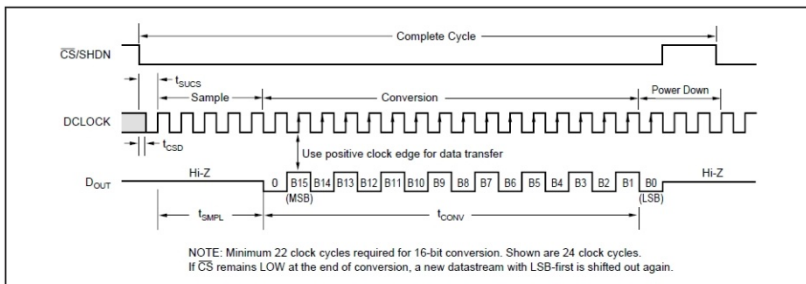 Complete Cycle
CS/SHDN
tSUCS
Sample
Conversion
Power Down
DCLOCK
tCSD
Use positive clock edge for data transfer
Hi-Z
Hi-Z
DOUT
0 B15 B14 B13 B12 B11 B10 B9 B8 B7 B6 B5 B4 B3 B2 B1 B0
(MSB)
(LSB)
tSMPL
tCONV
NOTE: Minimum 22 clock cycles required for 16-bit conversion. Shown are 24 clock cycles.
If CS remains LOW at the end of conversion, a new datastream with LSB-first is shifted out again.